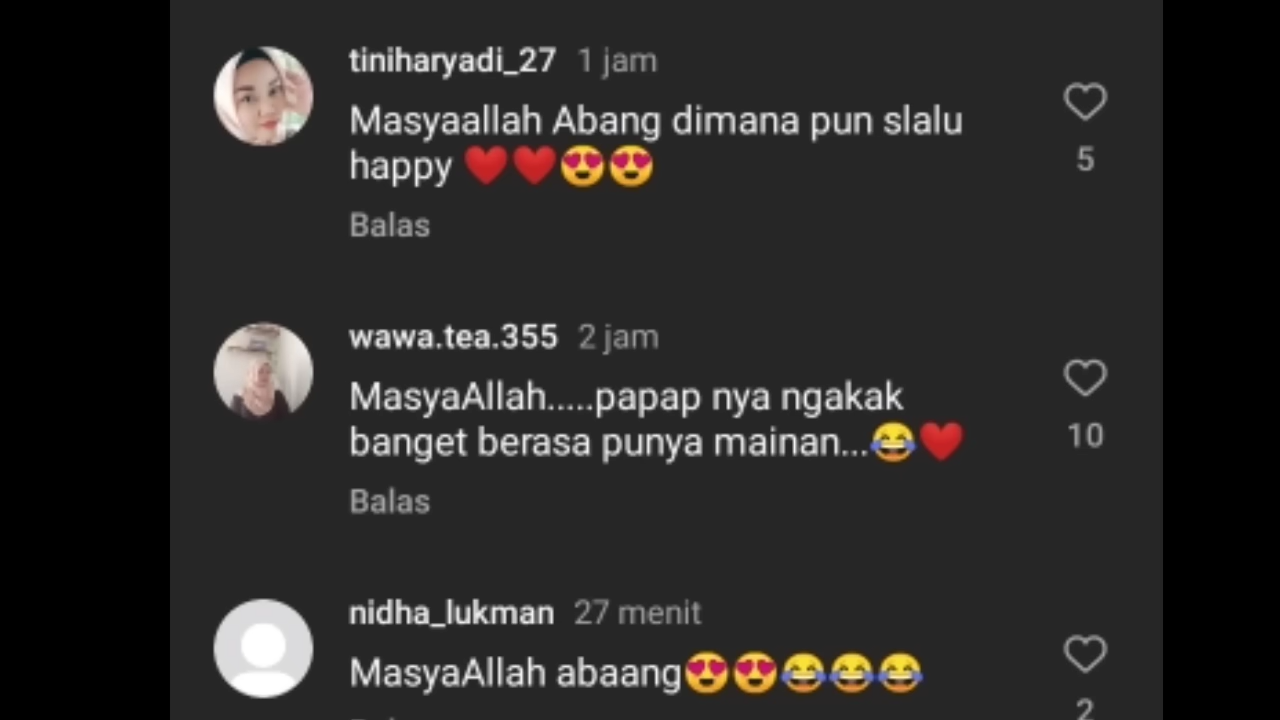 tiniharyadi_27 1 jam
Masyaallah Abang dimana pun slalu
happy ❤️❤️😍😍
5
Balas
wawa.tea.355 2 jam
MasyaAllah.....papap nya ngakak
banget berasa punya mainan...😂❤️
10
Balas
nidha_lukman 27 menit
MasyaAllah abaang😍😍😂😂😂
2